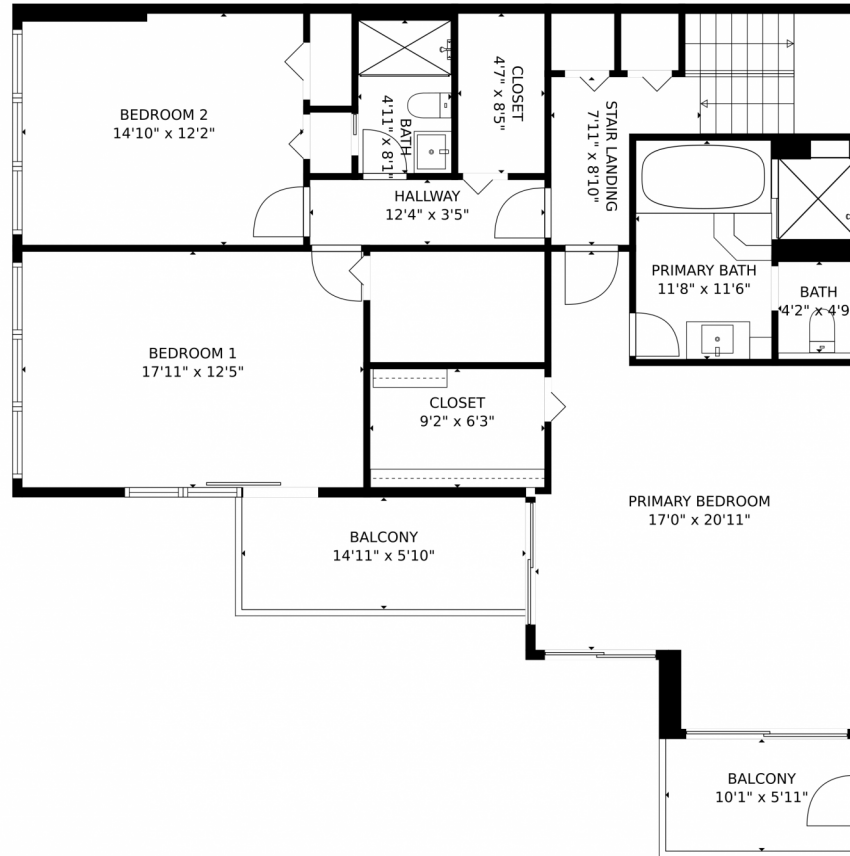 BEDROOM 2
14'10" x 12'2"
BATH
4'11" x 8'1"
CLOSET
4'7" x 8'5"
STAIR LANDING
7'11" x 8'10"
HALLWAY
12'4" x 3'5"
PRIMARY BATH
11'8" x 11'6"
BATH
4'2" x 4'9
BEDROOM 1
17'11" x 12'5"
CLOSET
9'2" x 6'3"
PRIMARY BEDROOM
17'0" x 20'11"
BALCONY
14'11" x 5'10"
BALCONY
10'1" x 5'11"